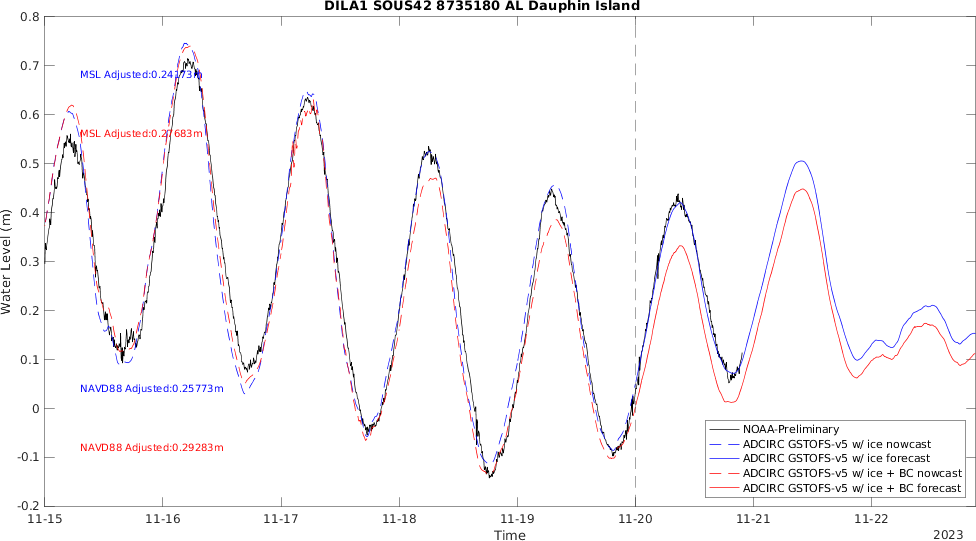 DILA1 SOUS42 8735180 AL Dauphin Island
0.8
0.7
0.6
0.5
0.4
0.3
0.2
0.1
0
-0.1
-0.2
Water Level (m)
MSL Adjusted:0.24173m
MSL Adjusted:0.27683m
NAVD88 Adjusted:0.25773m
NAVD88 Adjusted:0.29283m
NOAA-Preliminary
ADCIRC GSTOFS-v5 w/ ice nowcast
ADCIRC GSTOFS-v5 w/ ice forecast
ADCIRC GSTOFS-v5 w/ ice + BC nowcast
ADCIRC GSTOFS-v5 w/ ice + BC forecast
11-15 11-16 11-17 11-18 11-19 11-20 11-21 11-22
Time
2023